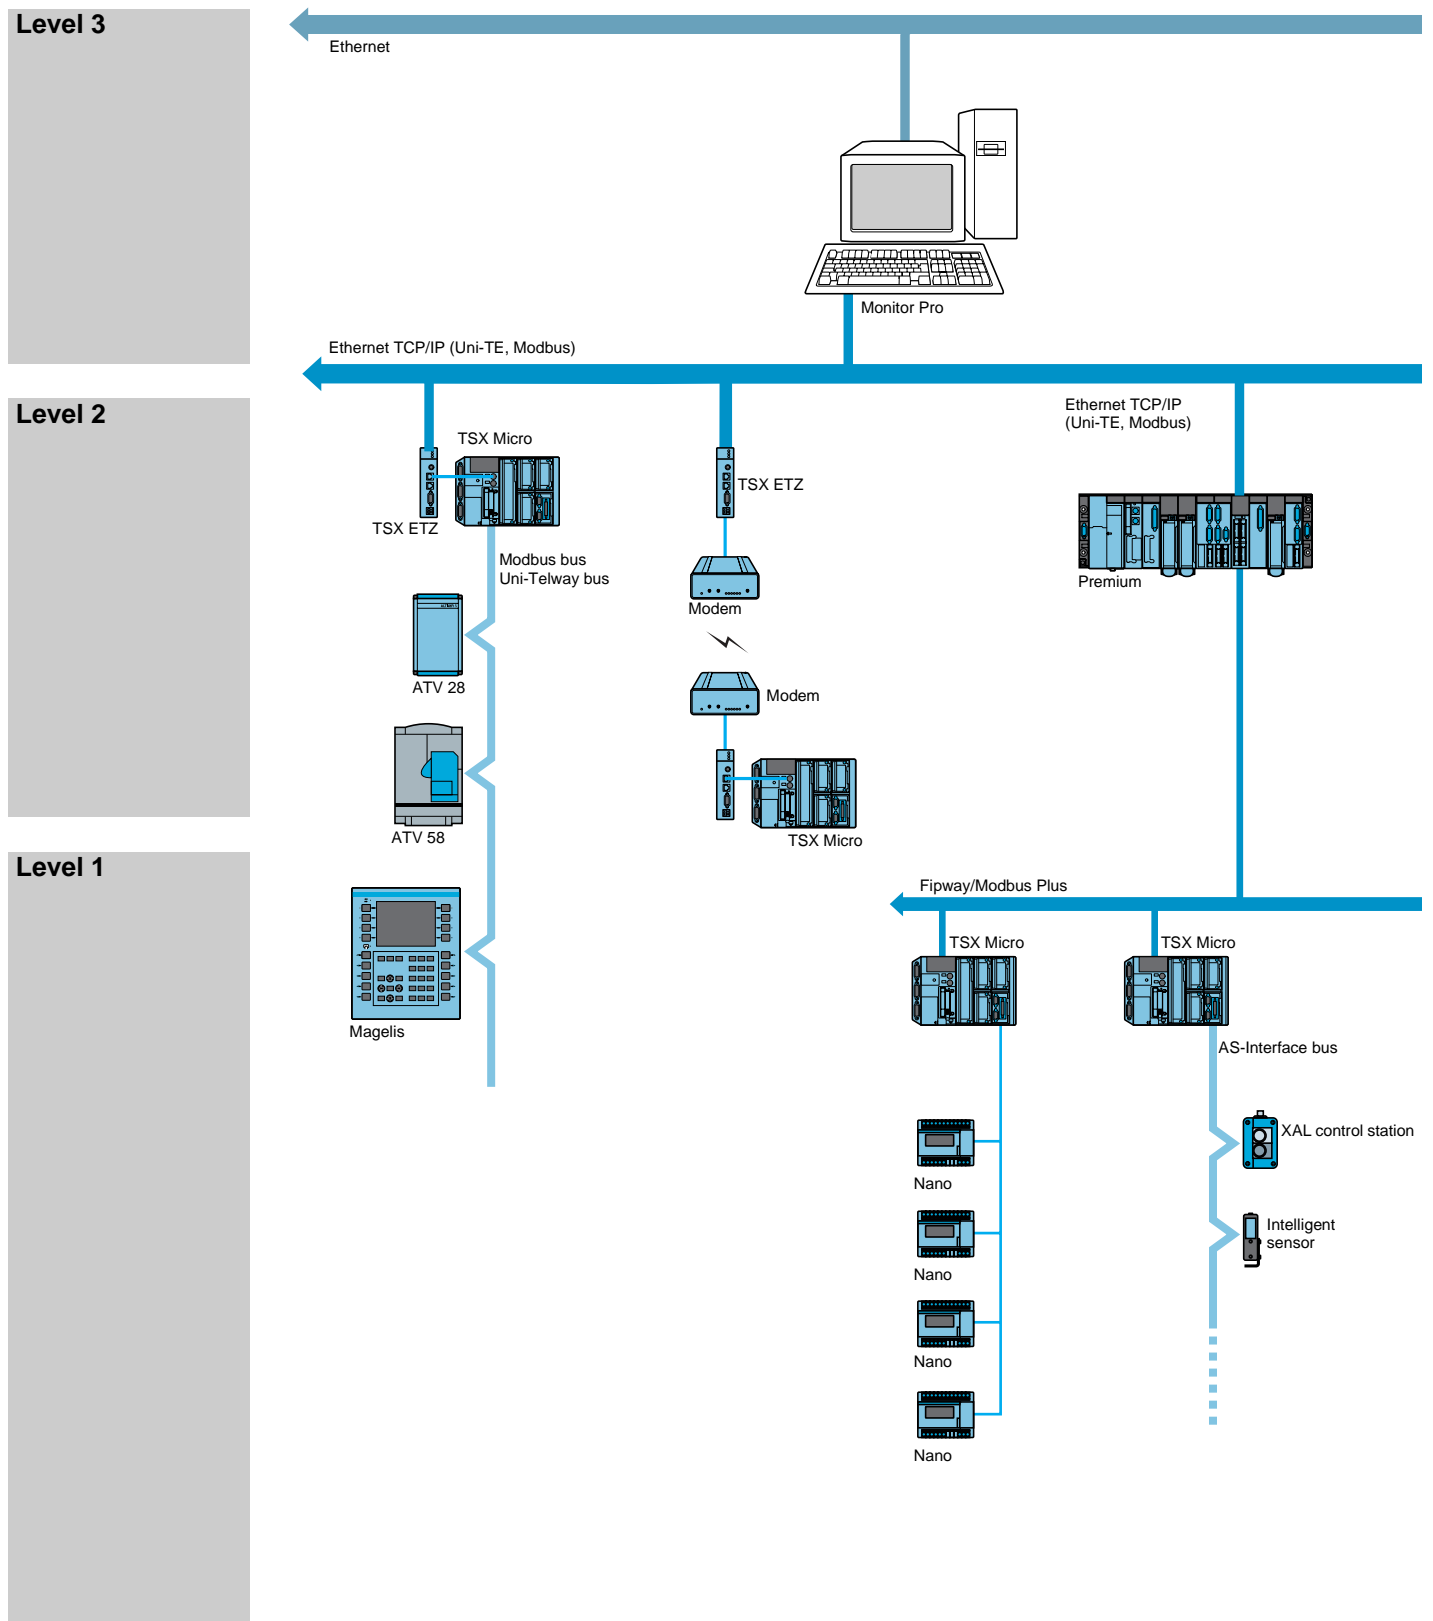 Level 3
Ethernet
Monitor Pro
Ethernet TCP/IP (Uni-TE, Modbus)
Level 2
Ethernet TCP/IP
(Uni-TE, Modbus)
TSX Micro
TSX ETZ
TSX ETZ
Modbus bus
Uni-Telway bus
Premium
Modem
ATV 28
Modem
ATV 58
TSX Micro
Level 1
Fipway/Modbus Plus
TSX Micro
TSX Micro
Magelis
AS-Interface bus
XAL control station
Nano
Intelligent
sensor
Nano
Nano
Nano